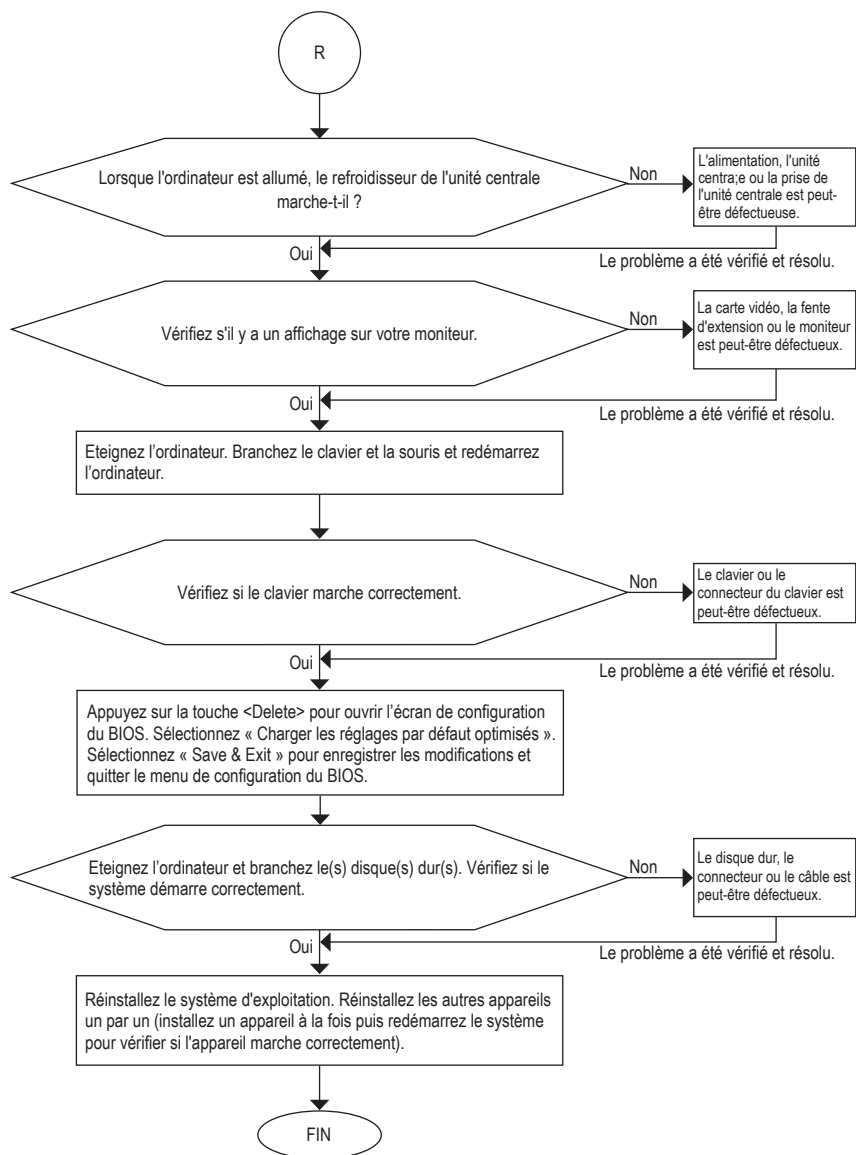 R
Lorsque l'ordinateur est allumé, le refroidisseur de l'unité centrale
marche-t-il ?
Non
L'alimentation, l'unité
centra;e ou la prise de
l'unité centrale est peut-
être défectueuse.
Oui
Le problème a été vérifié et résolu.
Vérifiez s'il y a un affichage sur votre moniteur.
Non
La carte vidéo, la fente
d'extension ou le moniteur
est peut-être défectueux.
Oui
Le problème a été vérifié et résolu.
Eteignez l’ordinateur. Branchez le clavier et la souris et redémarrez
l’ordinateur.
Vérifiez si le clavier marche correctement.
Non
Le clavier ou le
connecteur du clavier est
peut-être défectueux.
Oui
Le problème a été vérifié et résolu.
Appuyez sur la touche <Delete> pour ouvrir l’écran de configuration
du BIOS. Sélectionnez « Charger les réglages par défaut optimisés ».
Sélectionnez « Save & Exit » pour enregistrer les modifications et
quitter le menu de configuration du BIOS.
Eteignez l’ordinateur et branchez le(s) disque(s) dur(s). Vérifiez si le
système démarre correctement.
Non
Le disque dur, le
connecteur ou le câble est
peut-être défectueux.
Oui
Le problème a été vérifié et résolu.
Réinstallez le système d'exploitation. Réinstallez les autres appareils
un par un (installez un appareil à la fois puis redémarrez le système
pour vérifier si l'appareil marche correctement).
FIN